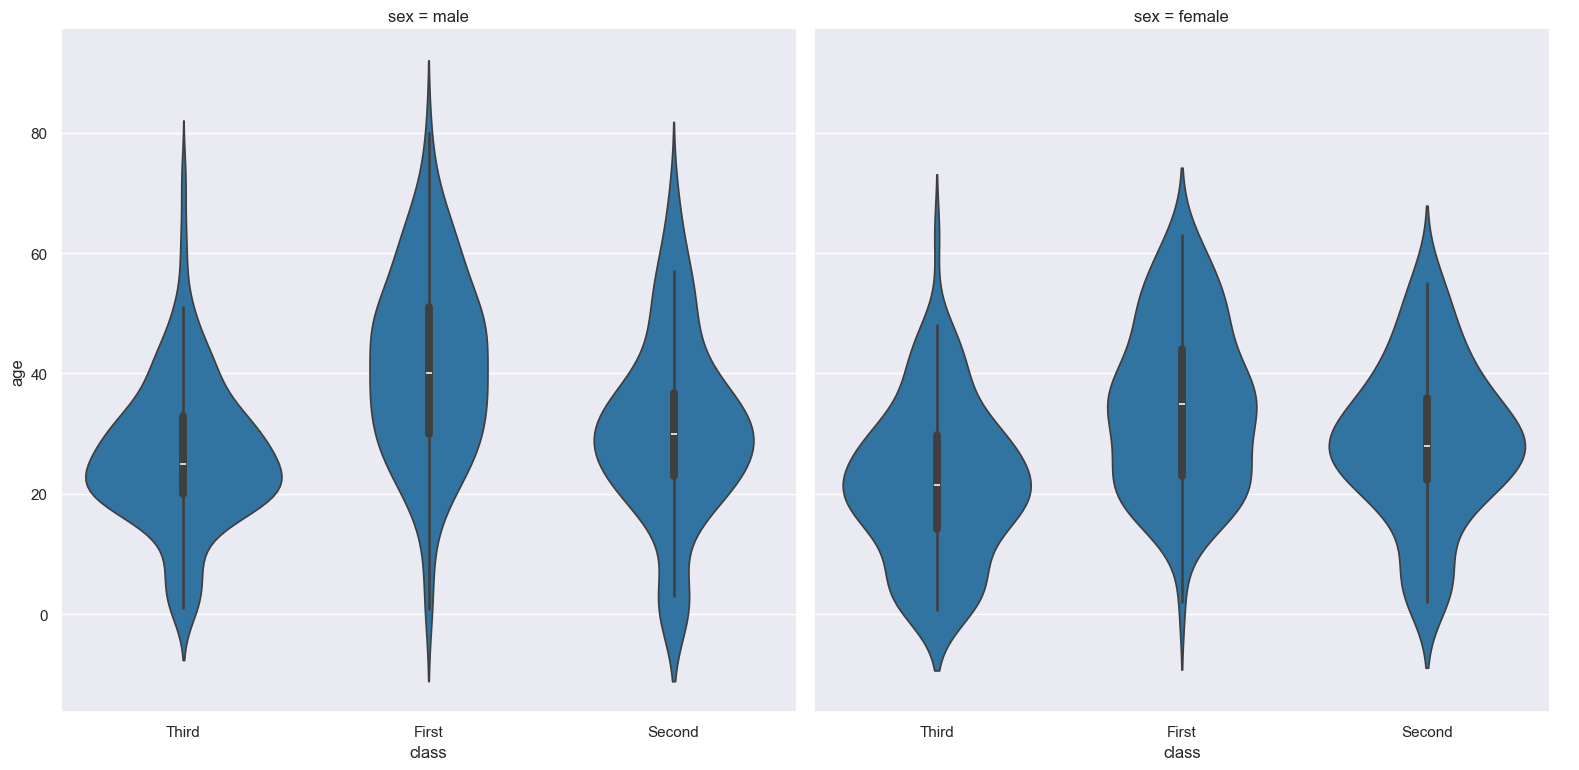 sex = male
sex = female
age
80
60
40
20
0
Third
First
Second
class
Third
First
Second
class